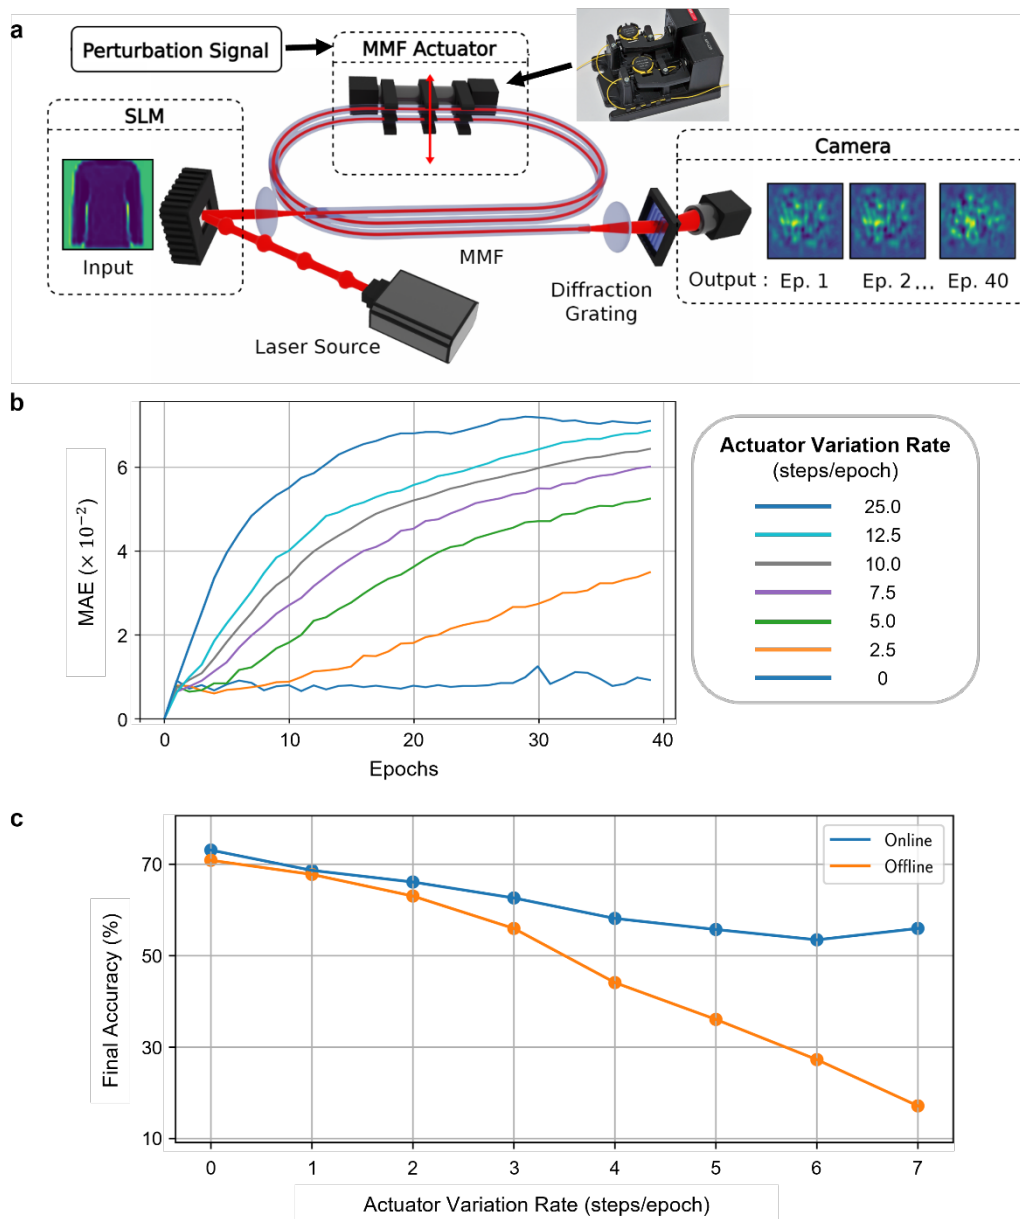 a
Perturbation Signal
MMF Actuator
SLM
Camera
Input
MMF
Output :
Ep. 1
Ep. 2...
Ep. 40
Diffraction
Grating
Laser Source
b
MAE (× 10⁻²)
6
4
2
0
0
10
20
30
40
Epochs
Actuator Variation Rate
(steps/epoch)
25.0
12.5
10.0
7.5
5.0
2.5
0
c
Final Accuracy (%)
70
50
30
10
Online
Offline
0
1
2
3
4
5
6
7
Actuator Variation Rate (steps/epoch)